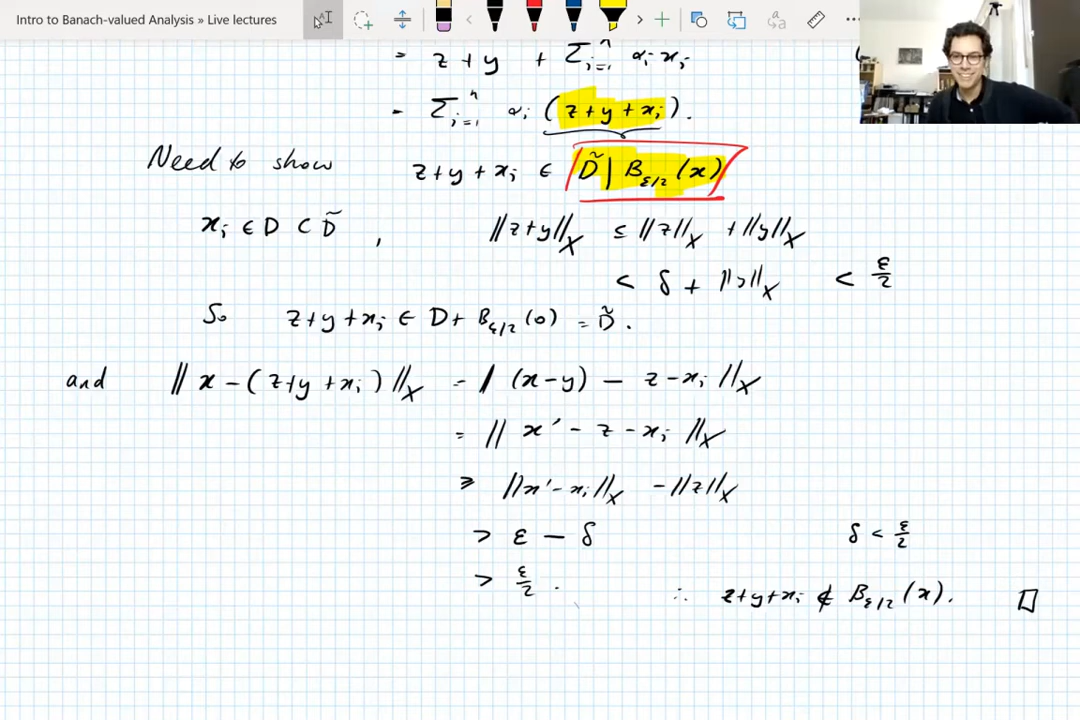 Intro to Banach-valued Analysis » Live lectures
= z + y + Σ_{i=1}^n α_i x_i
= Σ_{i=1}^n α_i (z + y + x_i).
Need to show z + y + x_i ∈ D̃ | B_{ε/2}(x)
x_i ∈ D ⊂ D̃ , ‖z+y‖_X ≤ ‖z‖_X + ‖y‖_X
< δ + ‖y‖_X < ε/2
So z+y+x_i ∈ D + B_{ε/2}(0) = D̃.
and ‖x - (z+y+x_i)‖_X = ‖(x-y) - z - x_i‖_X
= ‖x' - z - x_i‖_X
≥ ‖x' - x_i‖_X - ‖z‖_X
> ε - δ δ < ε/2
> ε/2 . ∴ z+y+x_i ∉ B_{ε/2}(x). □